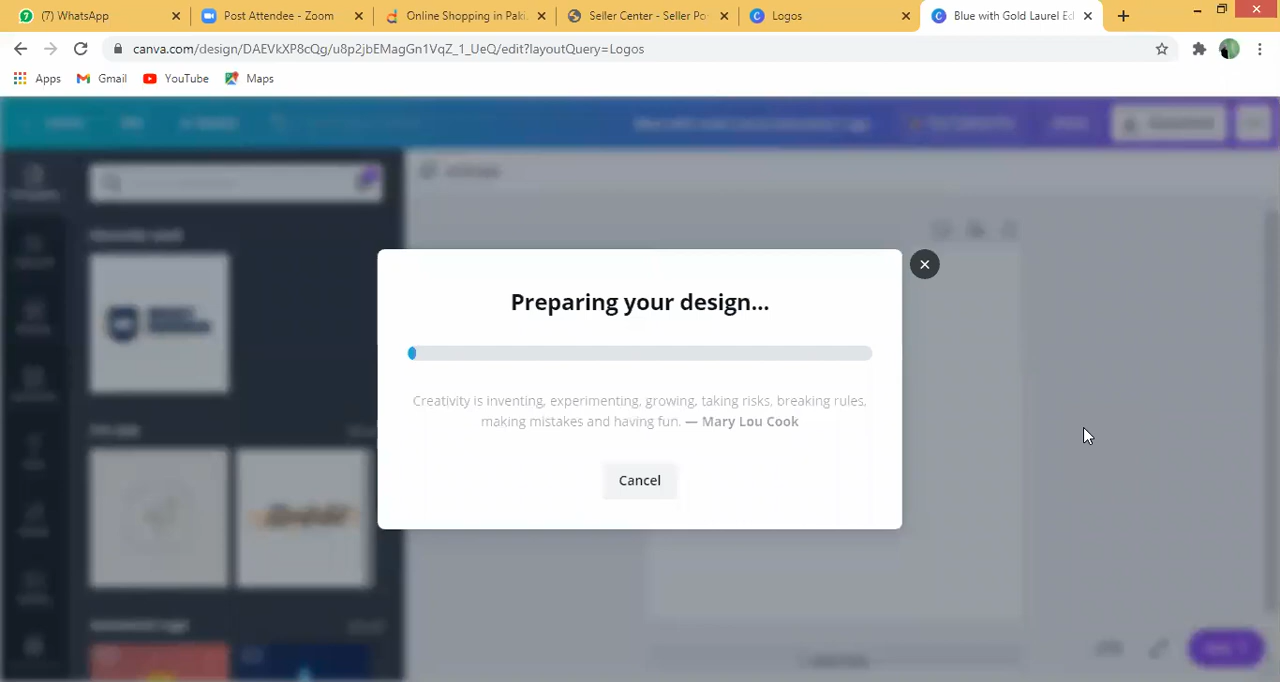 (7) WhatsApp
Post Attendee - Zoom
Online Shopping in Paki
Seller Center - Seller Po
Logos
Blue with Gold Laurel Ed
canva.com/design/DAEVkXP8cQg/u8p2jbEMagGn1VqZ_1_UeQ/edit?layoutQuery=Logos
Apps
Gmail
YouTube
Maps
Preparing your design...
Creativity is inventing, experimenting, growing, taking risks, breaking rules,
making mistakes and having fun. — Mary Lou Cook
Cancel